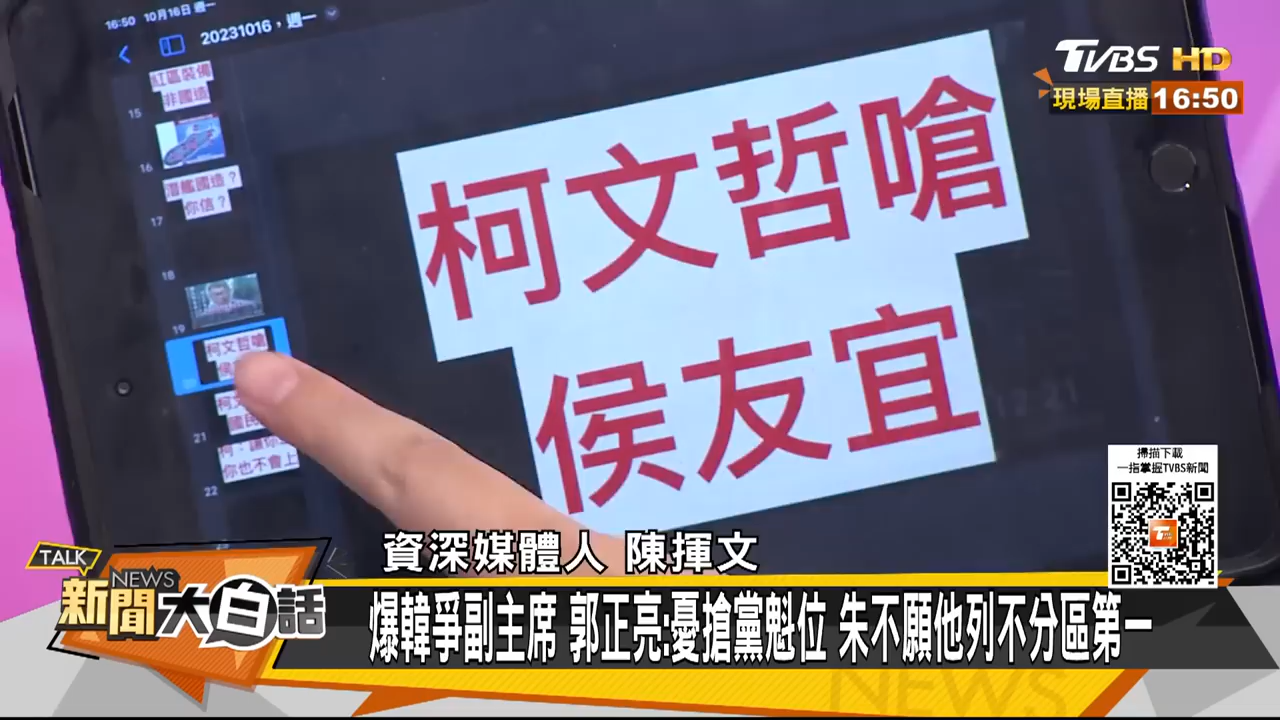 16:50 10月16日 週一
20231016，週一
紅區裝備
非國造
15
16
潛艦國造？
你信？
17
18
19
柯文哲嗆
21
你也不會上
22
柯文哲嗆
侯友宜
TVBS HD
現場直播 16:50
掃描下載
一指掌握TVBS新聞
資深媒體人 陳揮文
TALK
NEWS
新聞大白話
爆韓爭副主席 郭正亮:憂搶黨魁位 朱不願他列不分區第一
NEWS